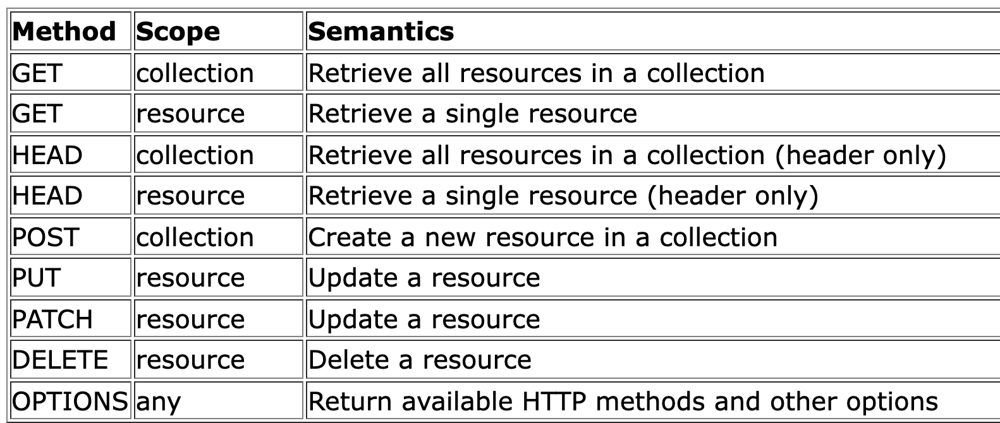 Method Scope Semantics
GET collection Retrieve all resources in a collection
GET resource Retrieve a single resource
HEAD collection Retrieve all resources in a collection (header only)
HEAD resource Retrieve a single resource (header only)
POST collection Create a new resource in a collection
PUT resource Update a resource
PATCH resource Update a resource
DELETE resource Delete a resource
OPTIONS any Return available HTTP methods and other options